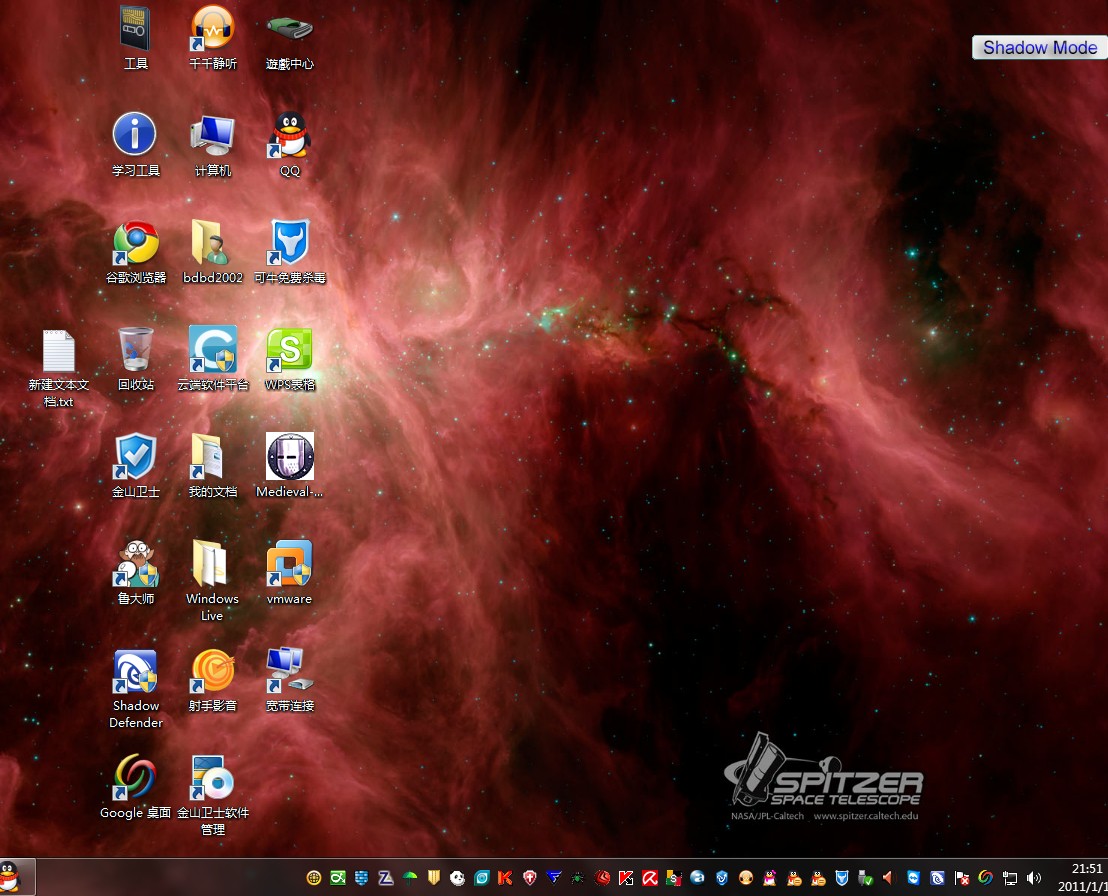 工具
千千静听
遊戲中心
Shadow Mode
学习工具
计算机
QQ
谷歌浏览器
bdbd2002
可牛免费杀毒
新建文本文
档.txt
回收站
云端软件平台
WPS表格
金山卫士
我的文档
Medieval-...
鲁大师
Windows
Live
vmware
Shadow
Defender
射手影音
宽带连接
Google 桌面
金山卫士软件
管理
SPITZER
SPACE TELESCOPE
NASA/JPL-Caltech www.spitzer.caltech.edu
21:51
2011/1/